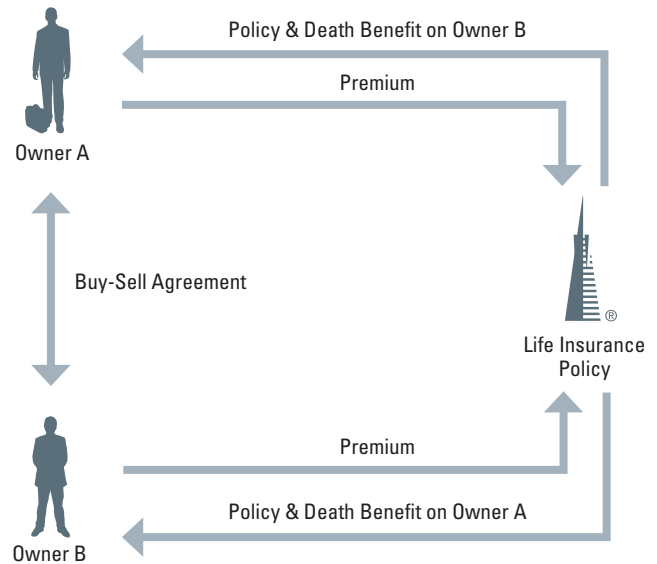 Policy & Death Benefit on Owner B
Premium
Owner A
Buy-Sell Agreement
®
Life Insurance
Policy
Premium
Policy & Death Benefit on Owner A
Owner B